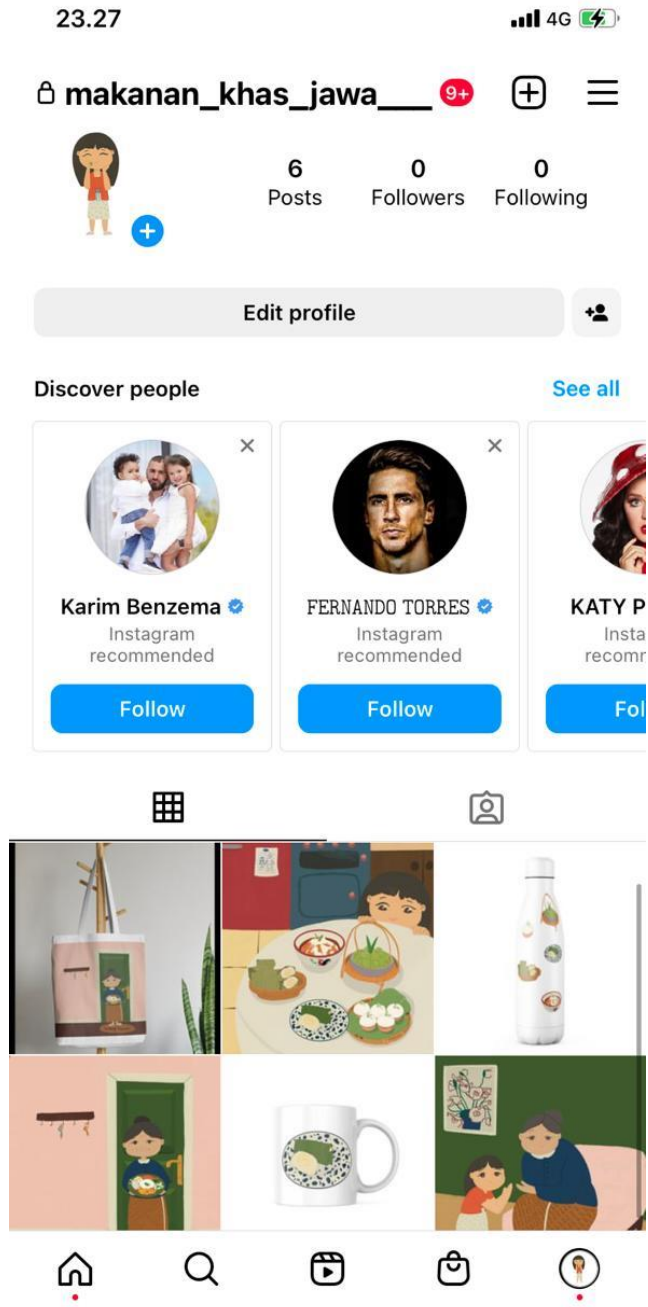 23.27
4G
makanan_khas_jawa___
9+
6 0 0
Posts Followers Following
Edit profile
Discover people
See all
Karim Benzema
Instagram
recommended
Follow
FERNANDO TORRES
Instagram
recommended
Follow
KATY P
Insta
recomr
Fol